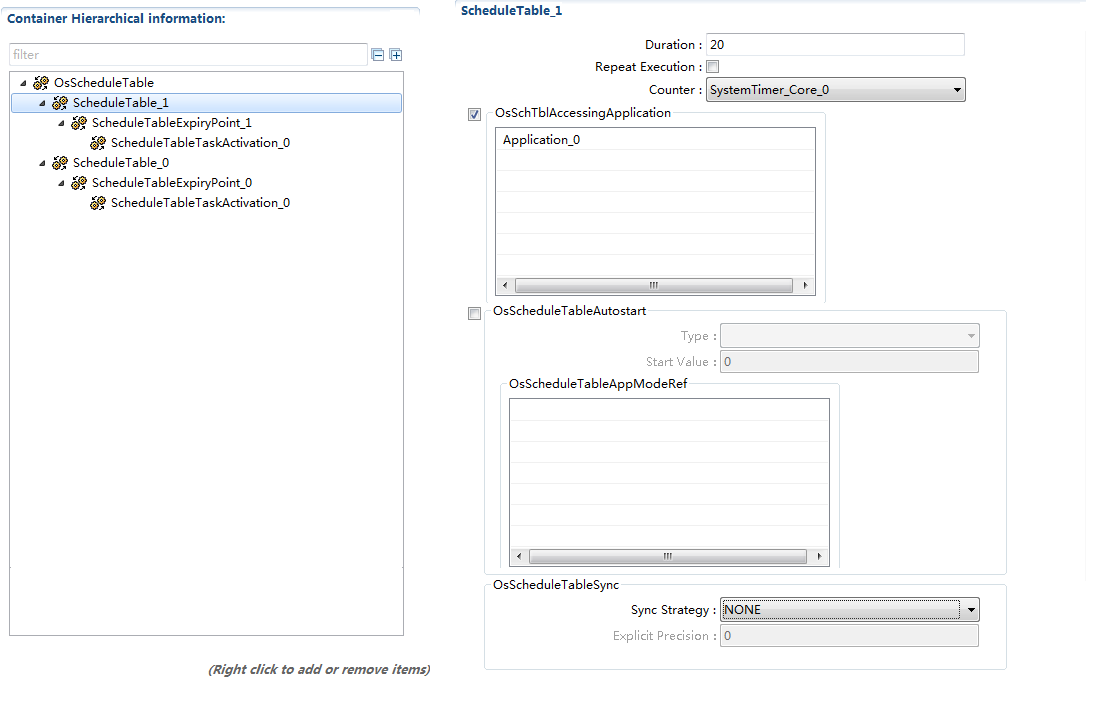 Container Hierarchical information:
filter
OsScheduleTable
ScheduleTable_1
ScheduleTableExpiryPoint_1
ScheduleTableTaskActivation_0
ScheduleTable_0
ScheduleTableExpiryPoint_0
ScheduleTableTaskActivation_0
(Right click to add or remove items)
ScheduleTable_1
Duration : 20
Repeat Execution :
Counter : SystemTimer_Core_0
OsSchTblAccessingApplication
Application_0
OsScheduleTableAutostart
Type :
Start Value : 0
OsScheduleTableAppModeRef
OsScheduleTableSync
Sync Strategy : NONE
Explicit Precision : 0